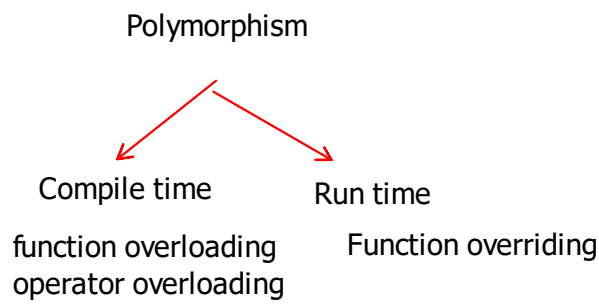 Polymorphism
Compile time
Run time
function overloading
operator overloading
Function overriding